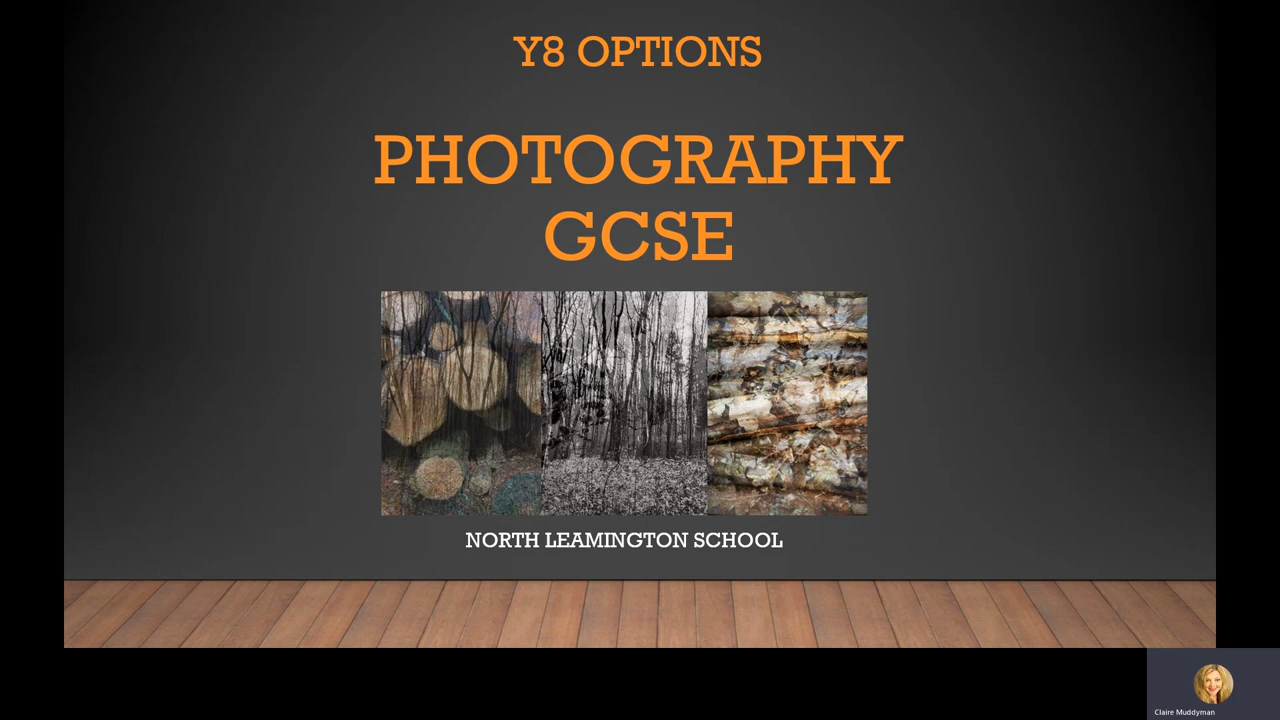 Y8 OPTIONS
PHOTOGRAPHY
GCSE
NORTH LEAMINGTON SCHOOL
Claire Muddyman